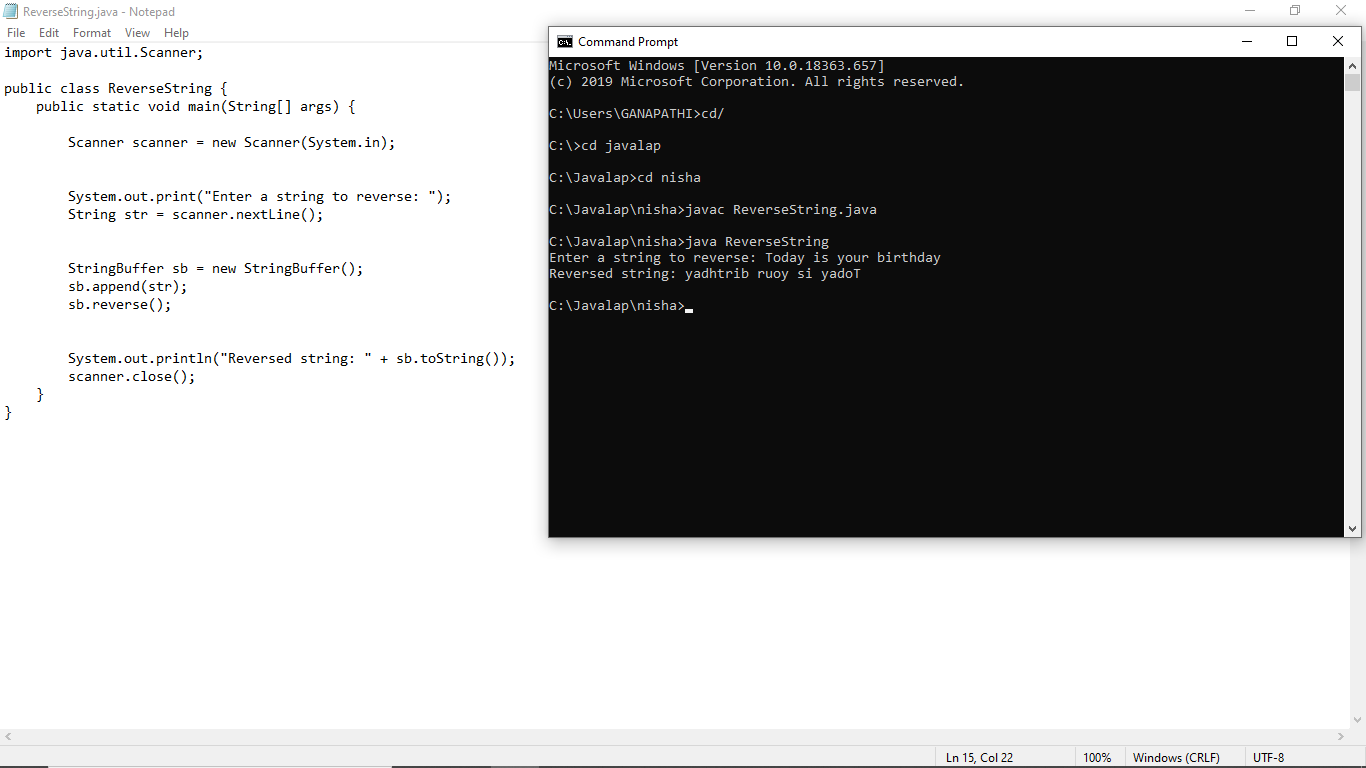 ReverseString.java - Notepad
File Edit Format View Help
import java.util.Scanner;
public class ReverseString {
public static void main(String[] args) {
Scanner scanner = new Scanner(System.in);
System.out.print("Enter a string to reverse: ");
String str = scanner.nextLine();
StringBuffer sb = new StringBuffer();
sb.append(str);
sb.reverse();
System.out.println("Reversed string: " + sb.toString());
scanner.close();
}
}
Command Prompt
Microsoft Windows [Version 10.0.18363.657]
(c) 2019 Microsoft Corporation. All rights reserved.
C:\Users\GANAPATHI>cd/
C:\>cd javalap
C:\Javalap>cd nisha
C:\Javalap\nisha>javac ReverseString.java
C:\Javalap\nisha>java ReverseString
Enter a string to reverse: Today is your birthday
Reversed string: yadhtrib ruoy si yadoT
C:\Javalap\nisha>
Ln 15, Col 22 100% Windows (CRLF) UTF-8